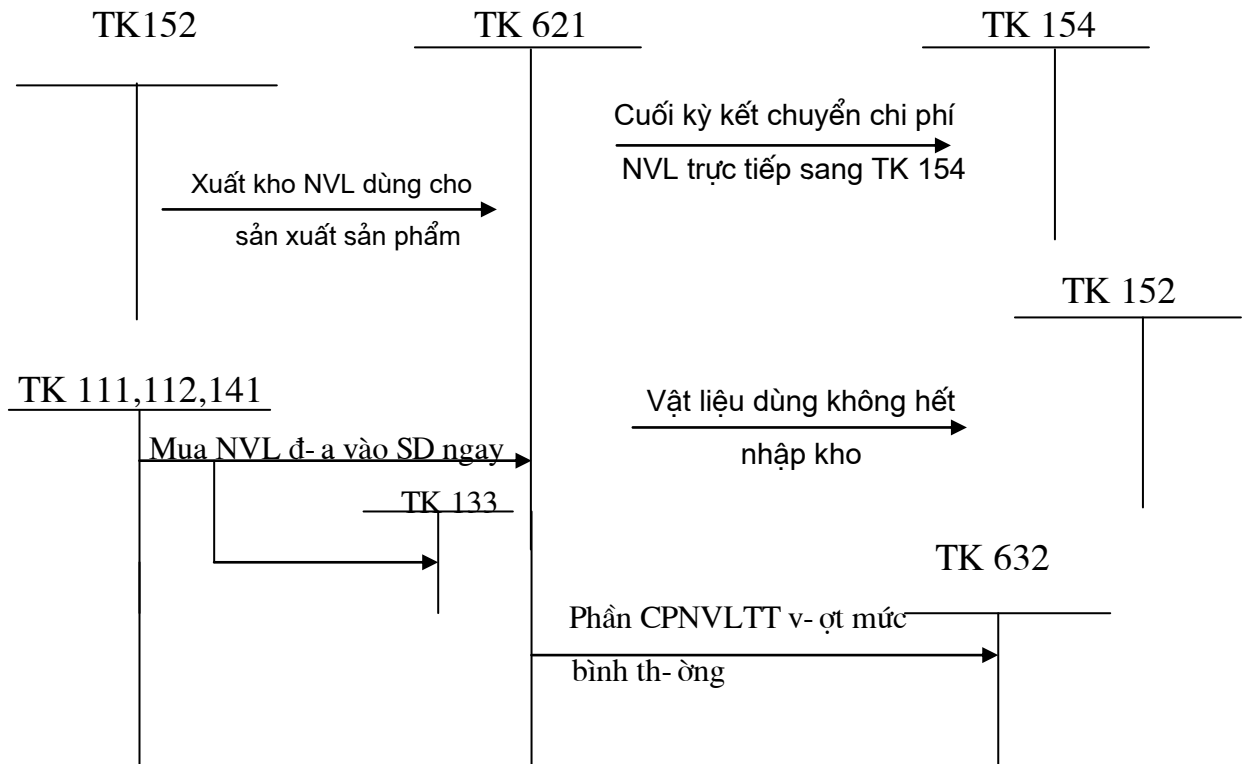 TK152
TK 621
TK 154
Cuối kỳ kết chuyển chi phí
NVL trực tiếp sang TK 154
Xuất kho NVL dùng cho
sản xuất sản phẩm
TK 152
TK 111,112,141
Vật liệu dùng không hết
nhập kho
Mua NVL đ- a vào SD ngay
TK 133
TK 632
Phần CPNVLTT v- ợt mức
bình th- ờng